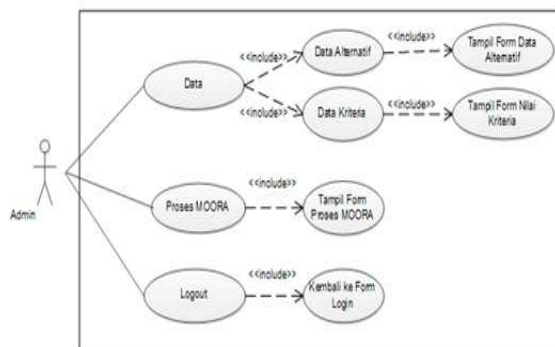 <<include>>
Data Alternatif
<<include>>
Tampil Form Data
Alternatif
Data
<<include>>
Data Kriteria
<<include>>
Tampil Form Nilai
Kriteria
Admin
Proses MOORA
<<include>>
Tampil Form
Proses MOORA
Logout
<<include>>
Kembali ke Form
Login